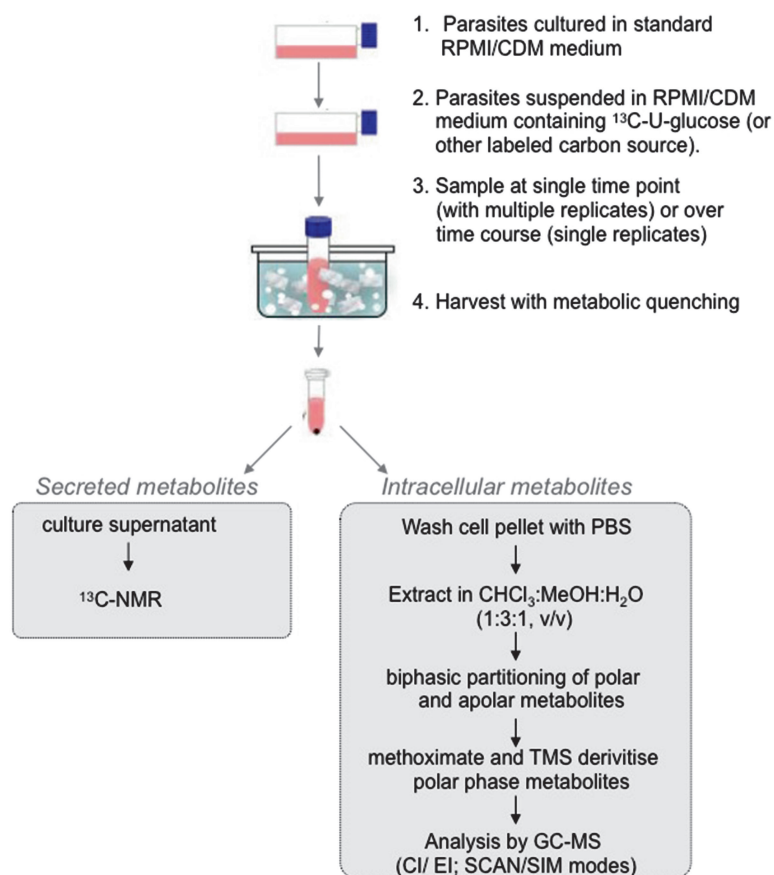 1. Parasites cultured in standard
RPMI/CDM medium
2. Parasites suspended in RPMI/CDM
medium containing ¹³C-U-glucose (or
other labeled carbon source).
3. Sample at single time point
(with multiple replicates) or over
time course (single replicates)
4. Harvest with metabolic quenching
Secreted metabolites
culture supernatant
¹³C-NMR
Intracellular metabolites
Wash cell pellet with PBS
Extract in CHCl₃:MeOH:H₂O
(1:3:1, v/v)
biphasic partitioning of polar
and apolar metabolites
methoximate and TMS derivitise
polar phase metabolites
Analysis by GC-MS
(CI/ EI; SCAN/SIM modes)